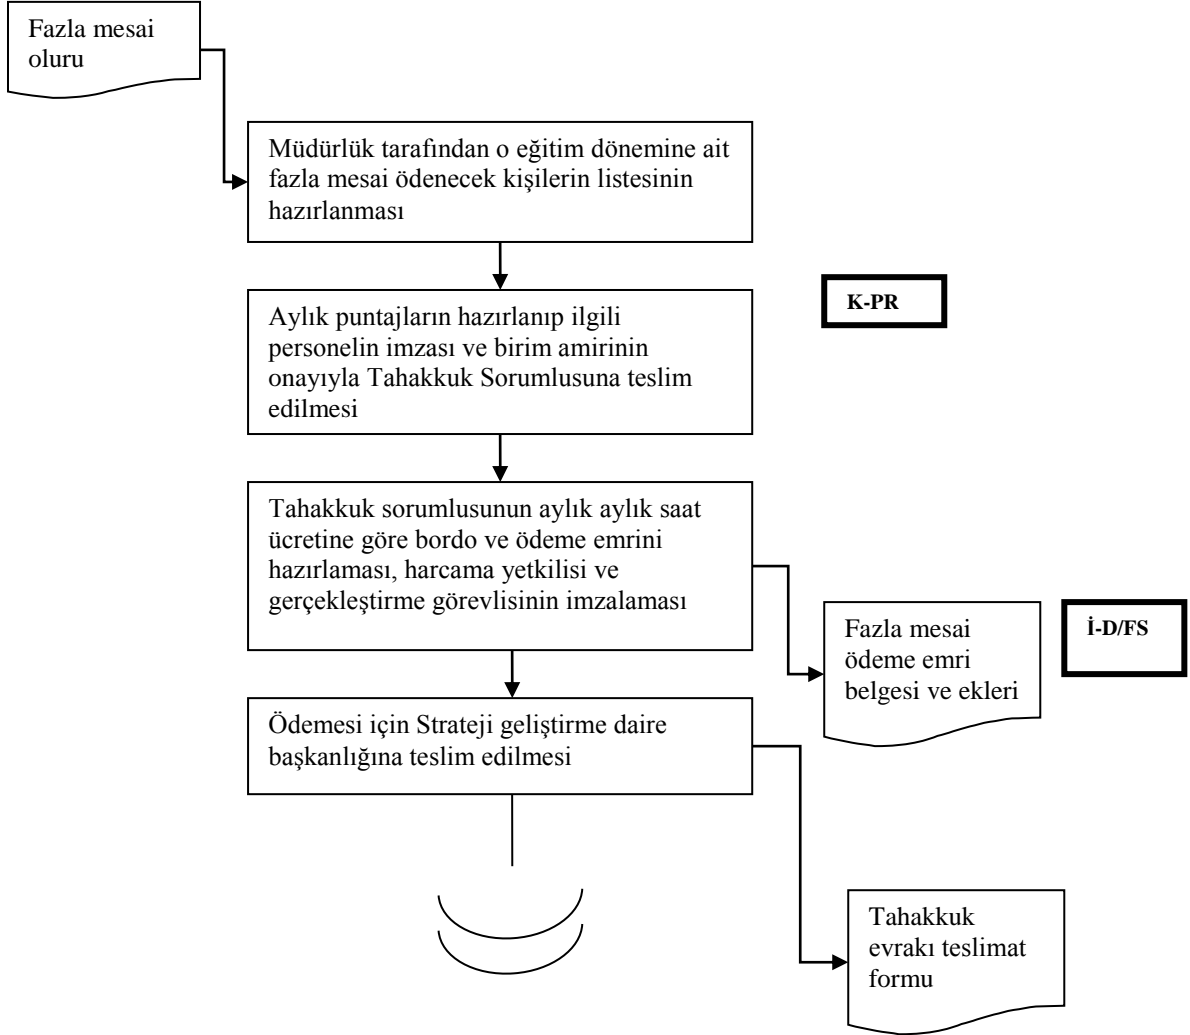 Fazla mesai
oluru
Müdürlük tarafından o eğitim dönemine ait
fazla mesai ödenecek kişilerin listesinin
hazırlanması
Aylık puntajların hazırlanıp ilgili
personelin imzası ve birim amirinin
onayıyla Tahakkuk Sorumlusuna teslim
edilmesi
K-PR
Tahakkuk sorumlusunun aylık aylık saat
ücretine göre bordo ve ödeme emrini
hazırlaması, harcama yetkilisi ve
gerçekleştirme görevlisinin imzalaması
Fazla mesai
ödeme emri
belgesi ve ekleri
İ-D/FS
Ödemesi için Strateji geliştirme daire
başkanlığına teslim edilmesi
Tahakkuk
evrakı teslimat
formu